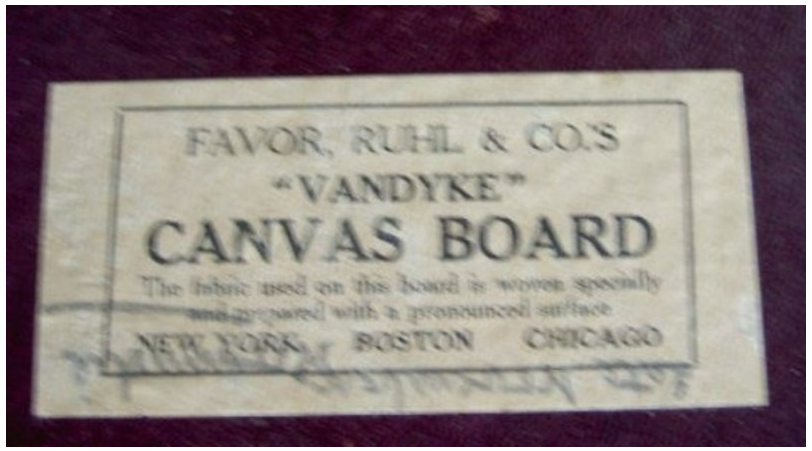 FAVOR, RUHL & CO.'S
"VANDYKE"
CANVAS BOARD
The fabric used on this board is woven specially
and prepared with a pronounced surface
NEW YORK BOSTON CHICAGO